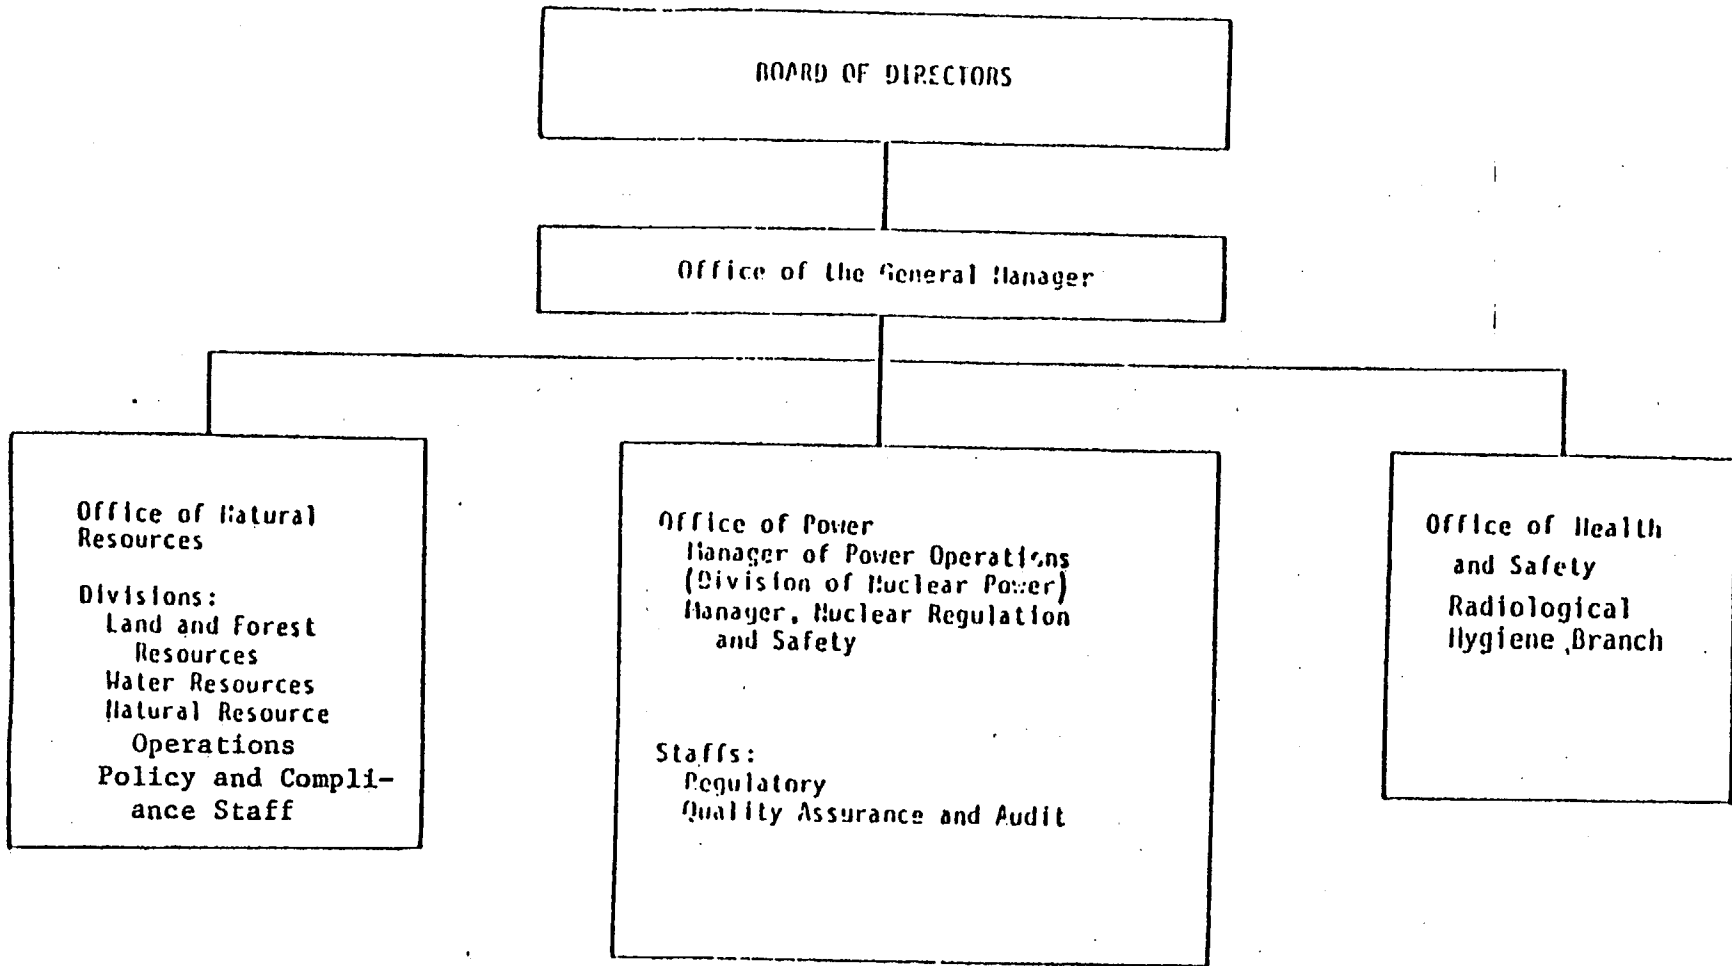 BOARD OF DIRECTORS
Office of the General Manager
Office of Natural
Resources
Divisions:
Land and Forest
Resources
Water Resources
Natural Resource
Operations
Policy and Compli-
ance Staff
Office of Power
Manager of Power Operations
(Division of Nuclear Power)
Manager, Nuclear Regulation
and Safety
Staffs:
Regulatory
Quality Assurance and Audit
Office of Health
and Safety
Radiological
Hygiene Branch